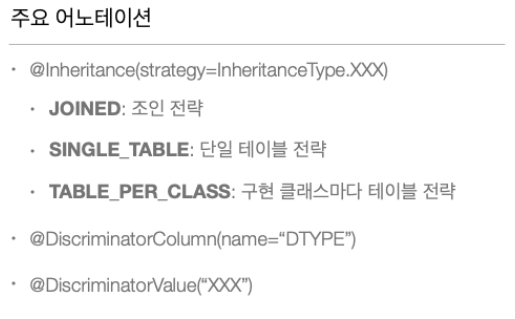 주요 어노테이션
• @Inheritance(strategy=InheritanceType.XXX)
• JOINED: 조인 전략
• SINGLE_TABLE: 단일 테이블 전략
• TABLE_PER_CLASS: 구현 클래스마다 테이블 전략
• @DiscriminatorColumn(name=“DTYPE”)
• @DiscriminatorValue(“XXX”)